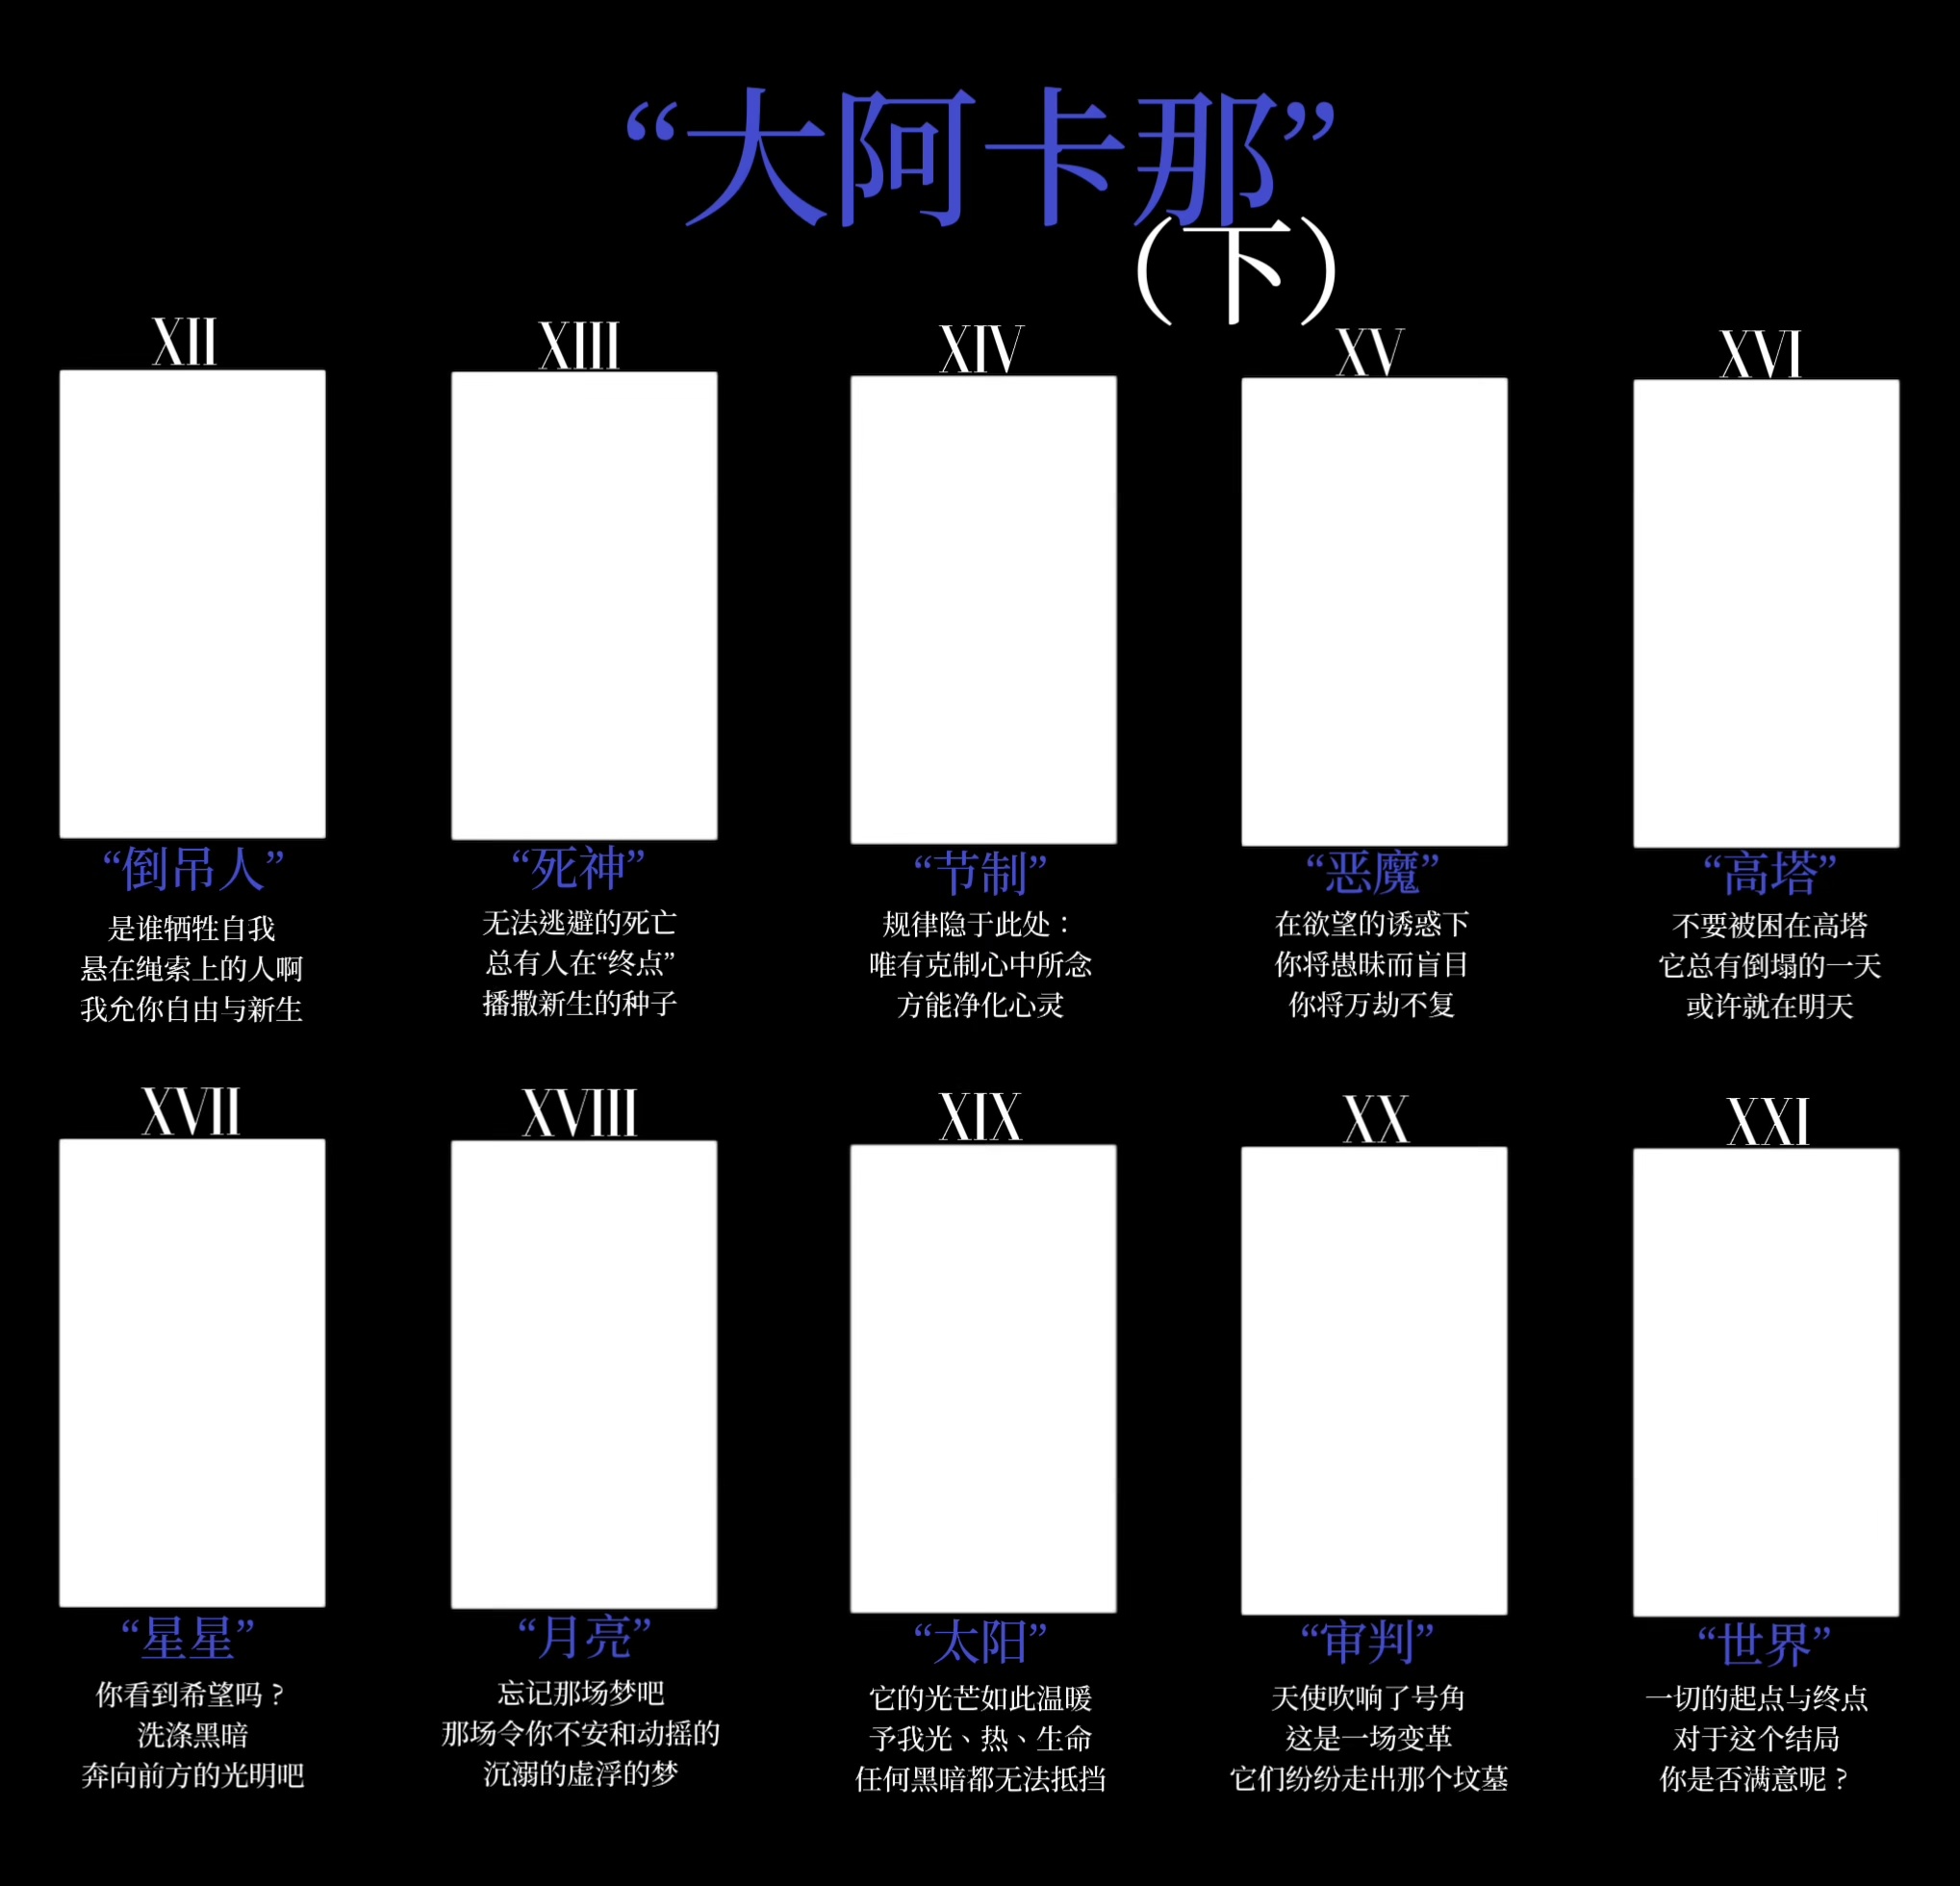 “大阿卡那”
（下）
XII
“倒吊人”
是谁牺牲自我
悬在绳索上的人啊
我允你自由与新生
XIII
“死神”
无法逃避的死亡
总有人在“终点”
播撒新生的种子
XIV
“节制”
规律隐于此处：
唯有克制心中所念
方能净化心灵
XV
“恶魔”
在欲望的诱惑下
你将愚昧而盲目
你将万劫不复
XVI
“高塔”
不要被困在高塔
它总有倒塌的一天
或许就在明天
XVII
“星星”
你看到希望吗？
洗涤黑暗
奔向前方的光明吧
XVIII
“月亮”
忘记那场梦吧
那场令你不安和动摇的
沉溺的虚浮的梦
XIX
“太阳”
它的光芒如此温暖
予我光、热、生命
任何黑暗都无法抵挡
XX
“审判”
天使吹响了号角
这是一场变革
它们纷纷走出那个坟墓
XXI
“世界”
一切的起点与终点
对于这个结局
你是否满意呢？